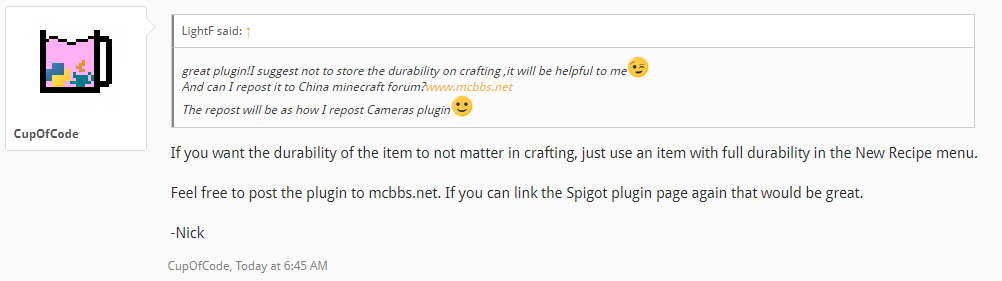 LightF said: ↑
great plugin!I suggest not to store the durability on crafting ,it will be helpful to me😉
And can I repost it to China minecraft forum?www.mcbbs.net
The repost will be as how I repost Cameras plugin🙂
CupOfCode
If you want the durability of the item to not matter in crafting, just use an item with full durability in the New Recipe menu.
Feel free to post the plugin to mcbbs.net. If you can link the Spigot plugin page again that would be great.
-Nick
CupOfCode, Today at 6:45 AM